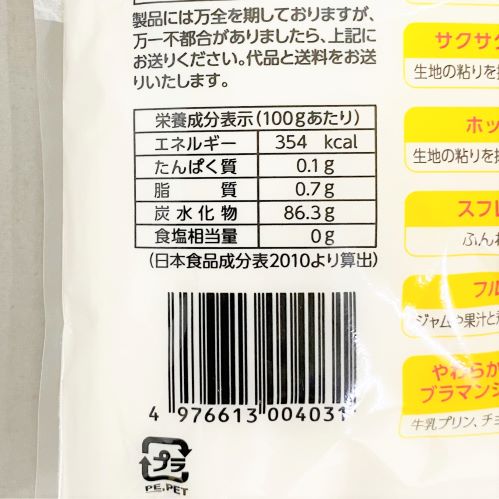 製品には万全を期しておりますが、
万一不都合がありましたら、上記に
お送りください。代品と送料をお送
りいたします。
栄養成分表示(100gあたり)
エネルギー 354 kcal
たんぱく質 0.1g
脂質 0.7g
炭水化物 86.3g
食塩相当量 0g
(日本食品成分表2010より算出)
4 976613 004031
プラ
PE,PET
サクサク
生地の粘りを
ホッ
生地の粘りを
スフレ
ふんわ
フル
ジャムや果汁と
やわらか
ブラマン
牛乳プリン、チ